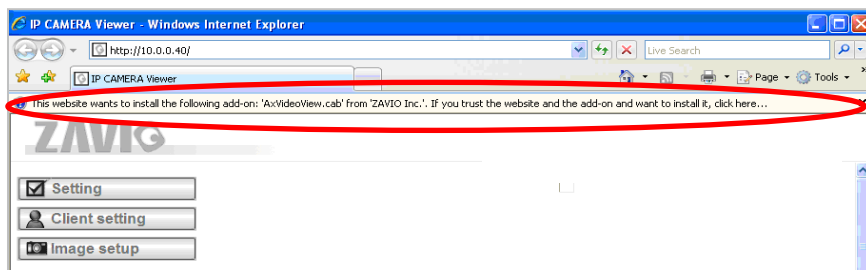 IP CAMERA Viewer - Windows Internet Explorer
http://10.0.0.40/
Live Search
IP CAMERA Viewer
Page
Tools
This website wants to install the following add-on: 'AxVideoView.cab' from 'ZAVIO Inc.'. If you trust the website and the add-on and want to install it, click here...
ZAVIO
Setting
Client setting
Image setup